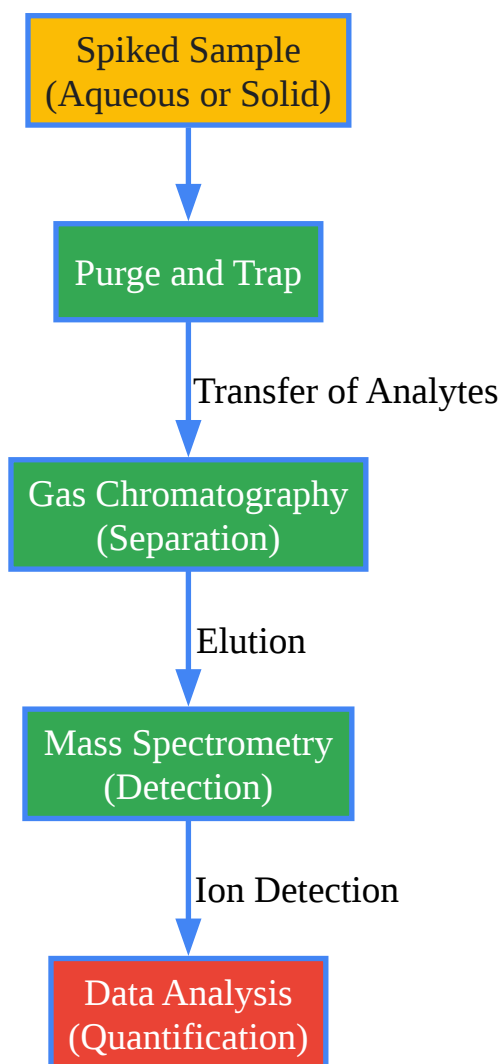 Spiked Sample
(Aqueous or Solid)
Purge and Trap
Transfer of Analytes
Gas Chromatography
(Separation)
Elution
Mass Spectrometry
(Detection)
Ion Detection
Data Analysis
(Quantification)